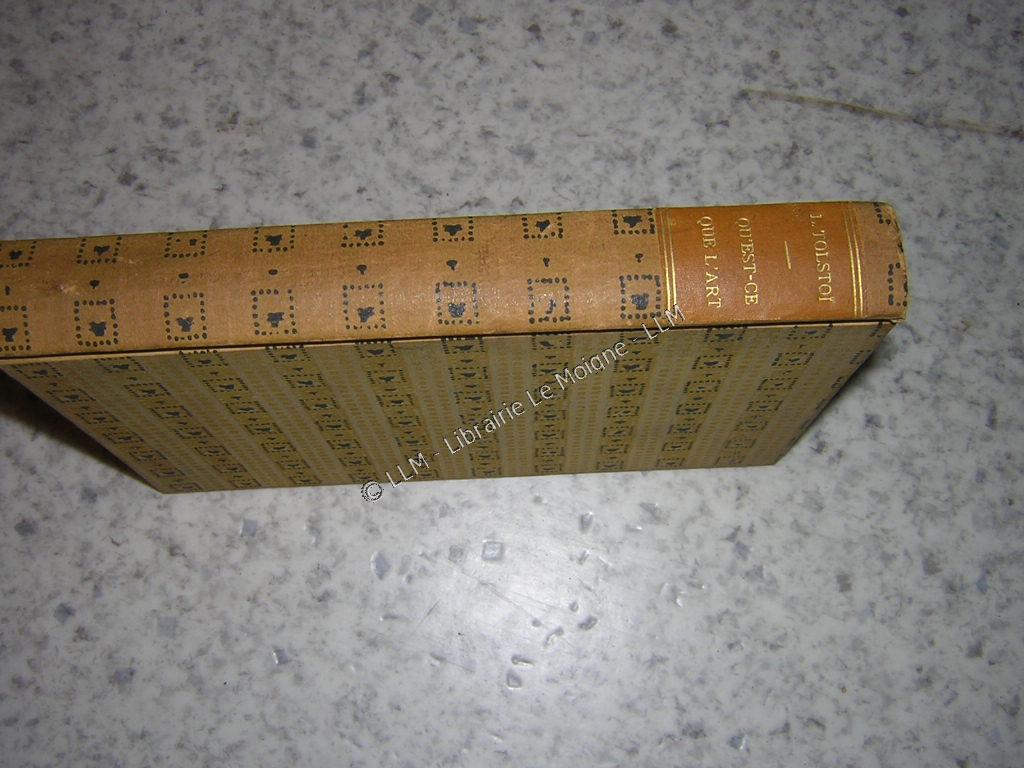 L. TOLSTOÏ
QU'EST-CE
QUE L'ART
© LLM - Librairie Le Moigne - LLM